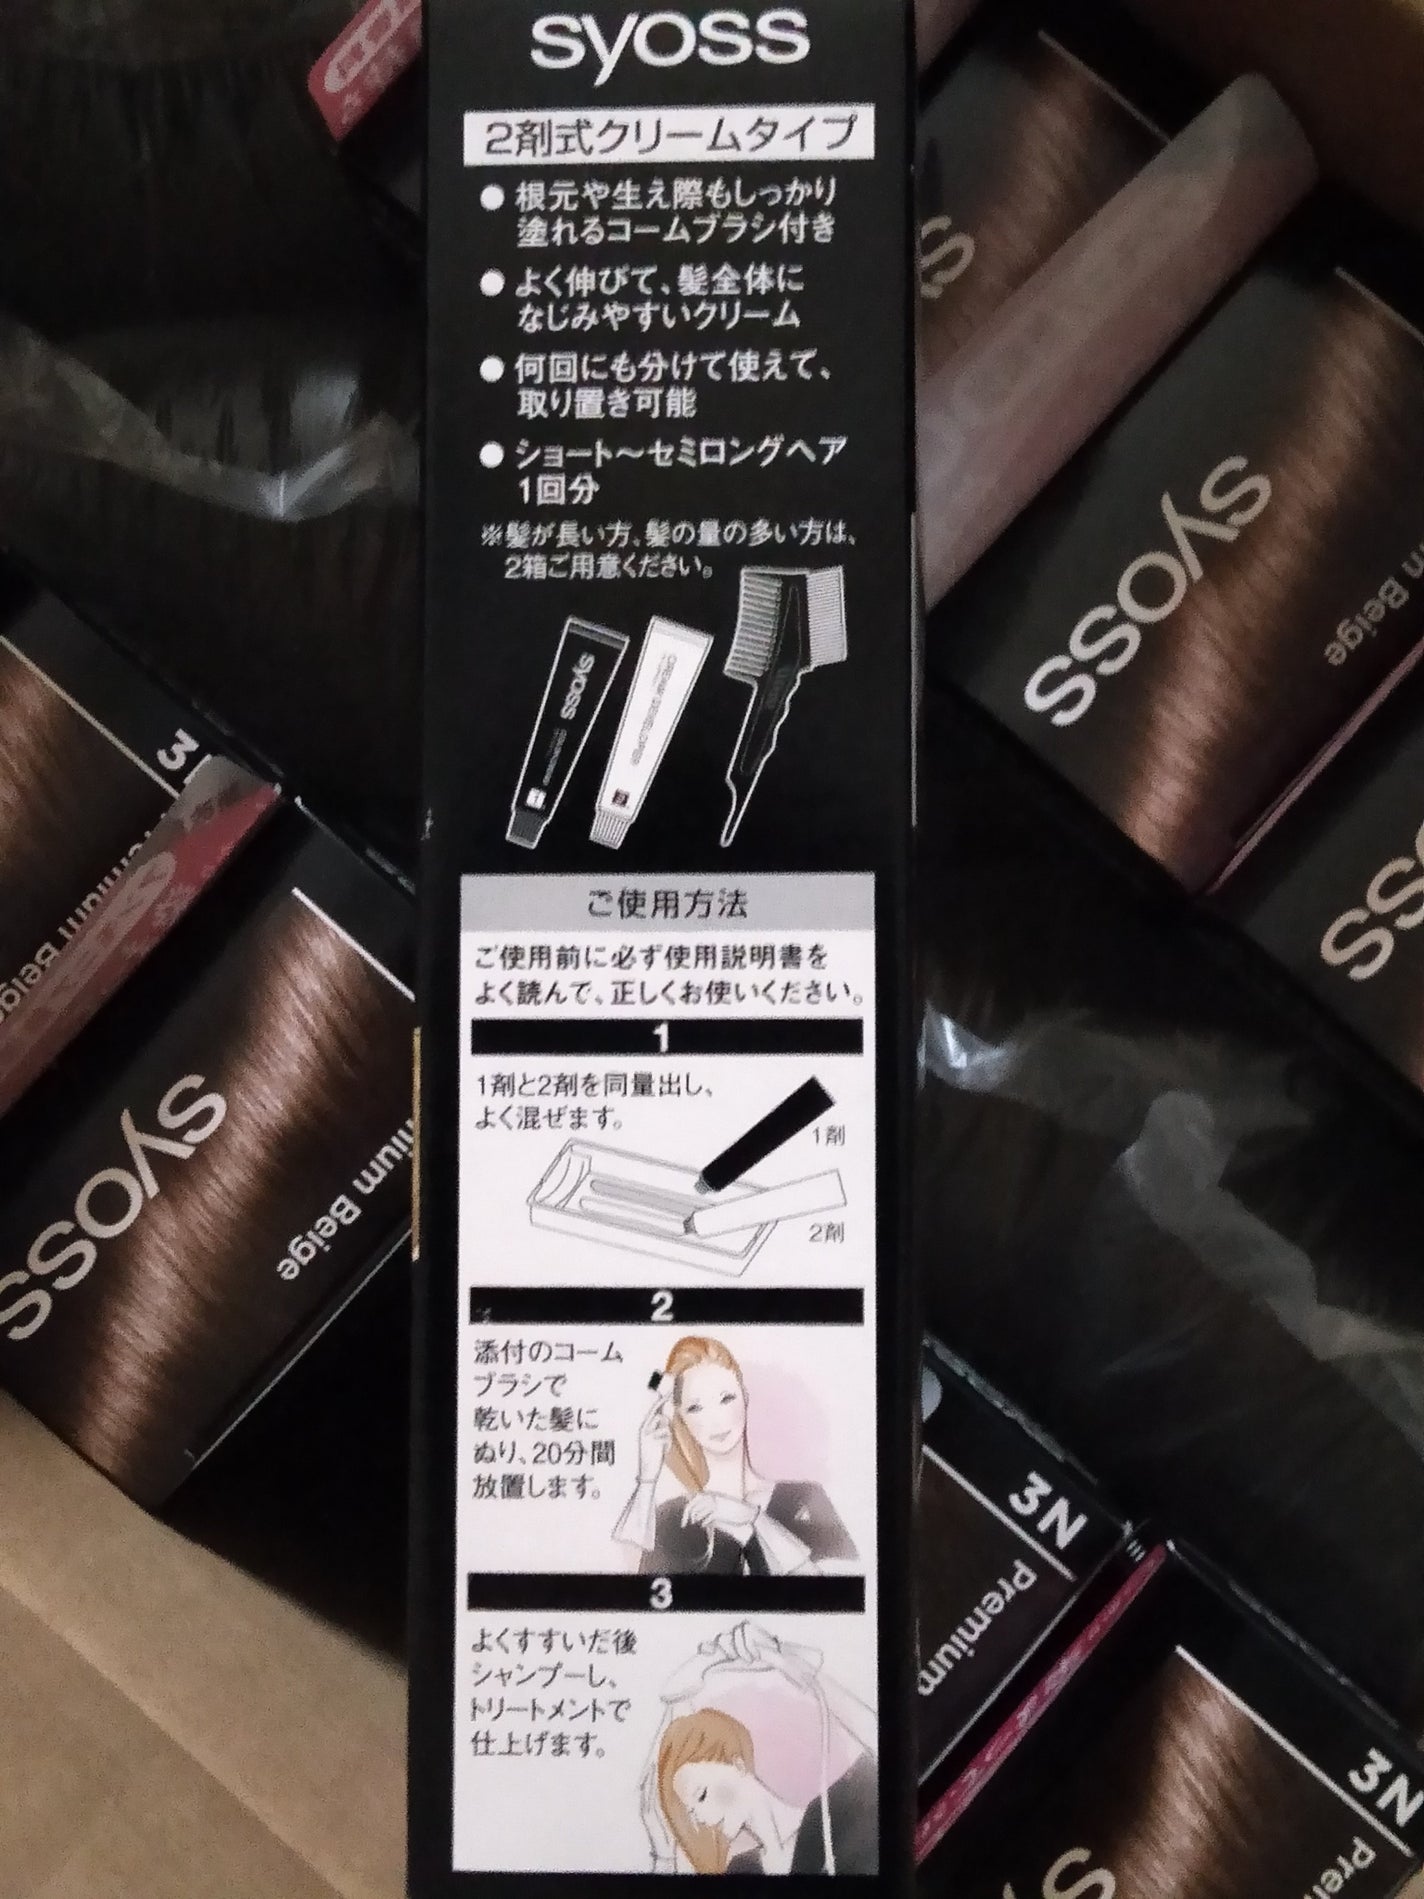 syoss
2剤式クリームタイプ
● 根元や生え際もしっかり
塗れるコームブラシ付き
● よく伸びて、髪全体に
なじみやすいクリーム
● 何回にも分けて使えて、
取り置き可能
● ショート〜セミロングヘア
1回分
※髪が長い方、髪の量の多い方は、
2箱ご用意ください。
syoss
1
2
ご使用方法
ご使用前に必ず使用説明書を
よく読んで、正しくお使いください。
1
1剤と2剤を同量出し、
よく混ぜます。
1剤
2剤
2
添付のコーム
ブラシで
乾いた髪に
ぬり、20分間
放置します。
3
よくすすいだ後
シャンプーし、
トリートメントで
仕上げます。
syoss
Beige
syoss
Beige
3N
Premium
3N